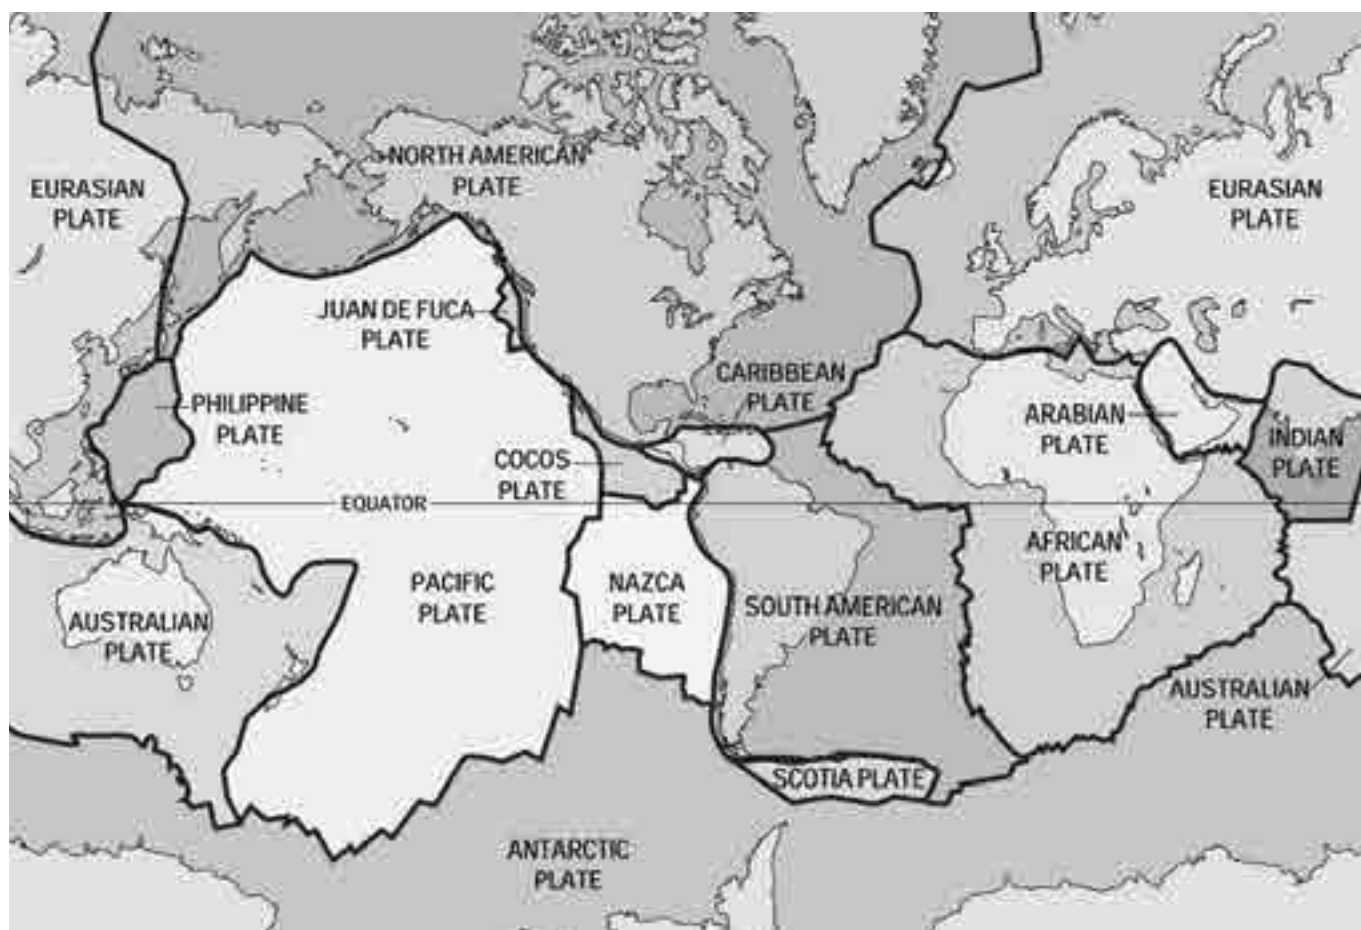 NORTH AMERICAN
PLATE
EURASIAN
PLATE
EURASIAN
PLATE
JUAN DE FUCA
PLATE
CARIBBEAN
PLATE
PHILIPPINE
PLATE
ARABIAN
PLATE
INDIAN
PLATE
COCOS
PLATE
EQUATOR
AFRICAN
PLATE
PACIFIC
PLATE
NAZCA
PLATE
SOUTH AMERICAN
PLATE
AUSTRALIAN
PLATE
AUSTRALIAN
PLATE
SCOTIA PLATE
ANTARCTIC
PLATE